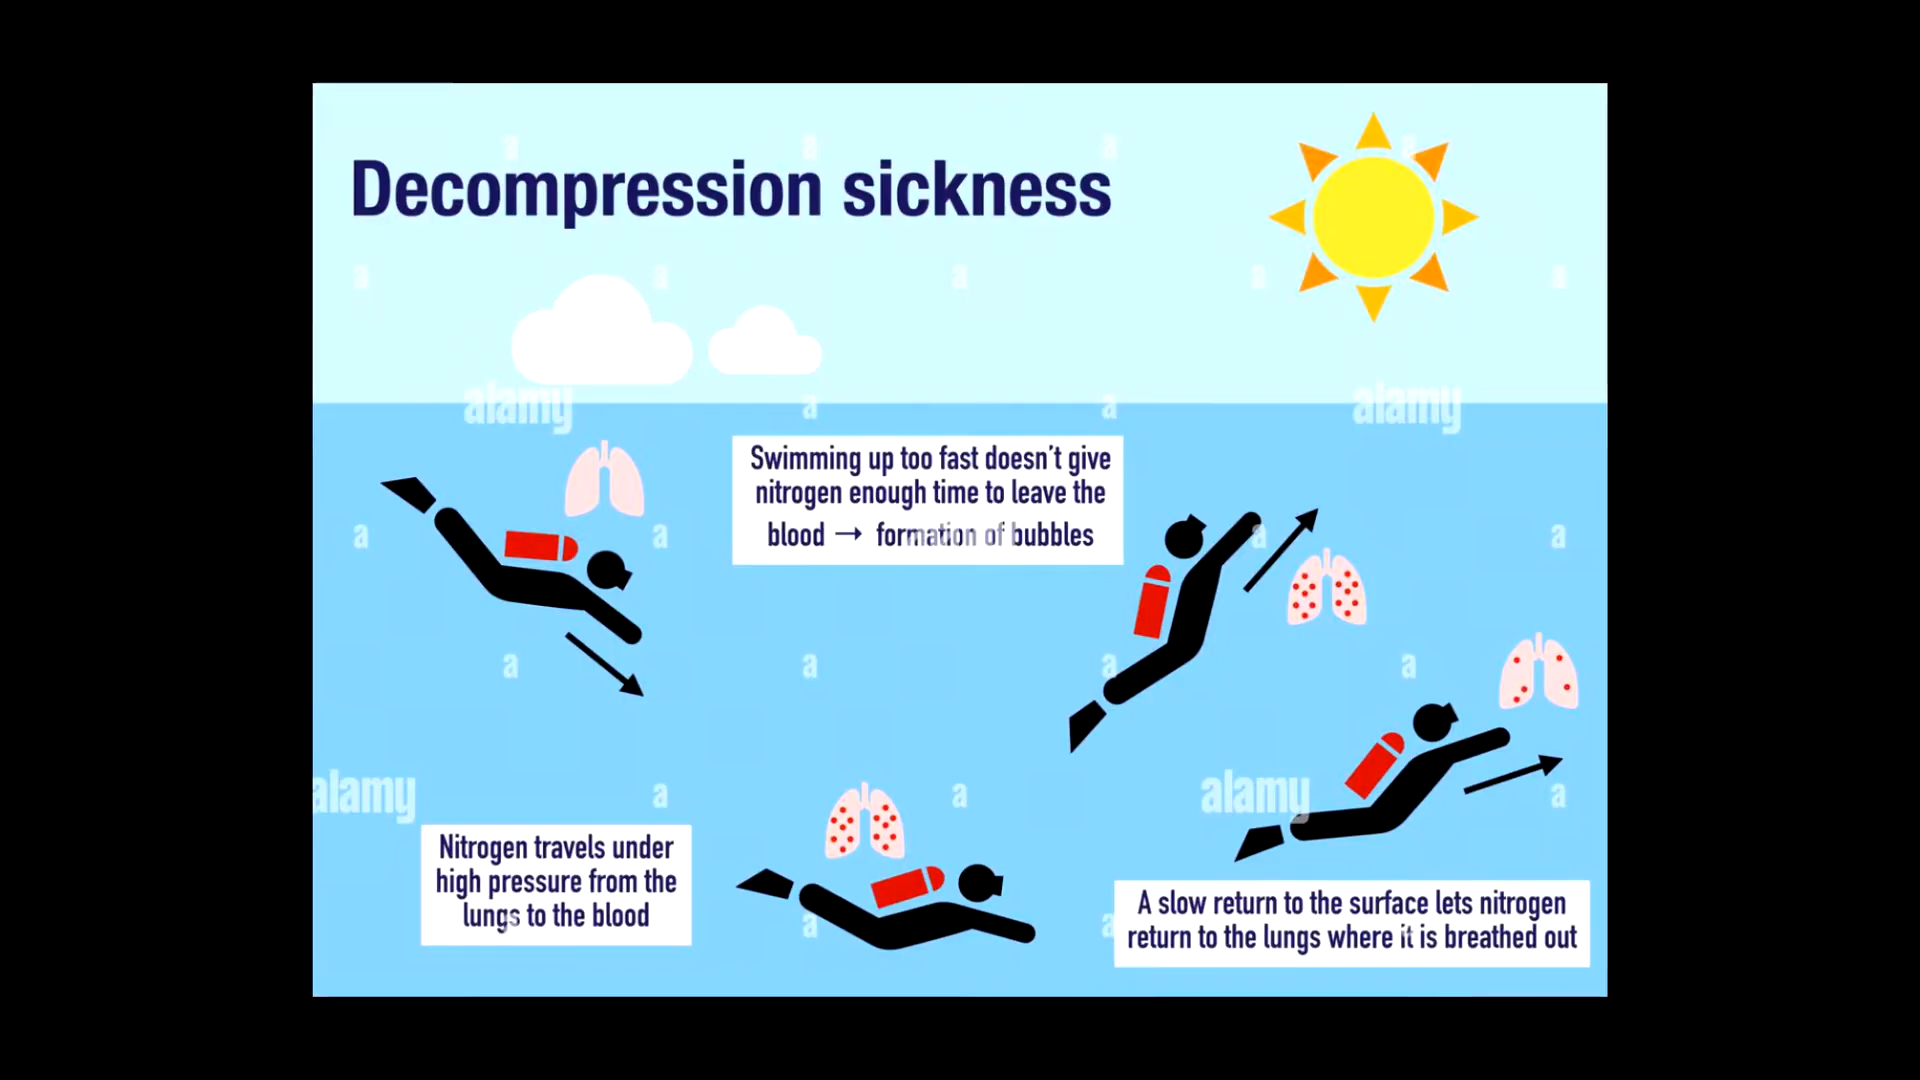 Decompression sickness
Swimming up too fast doesn't give
nitrogen enough time to leave the
blood → formation of bubbles
Nitrogen travels under
high pressure from the
lungs to the blood
A slow return to the surface lets nitrogen
return to the lungs where it is breathed out
alamy
alamy
alamy
alamy